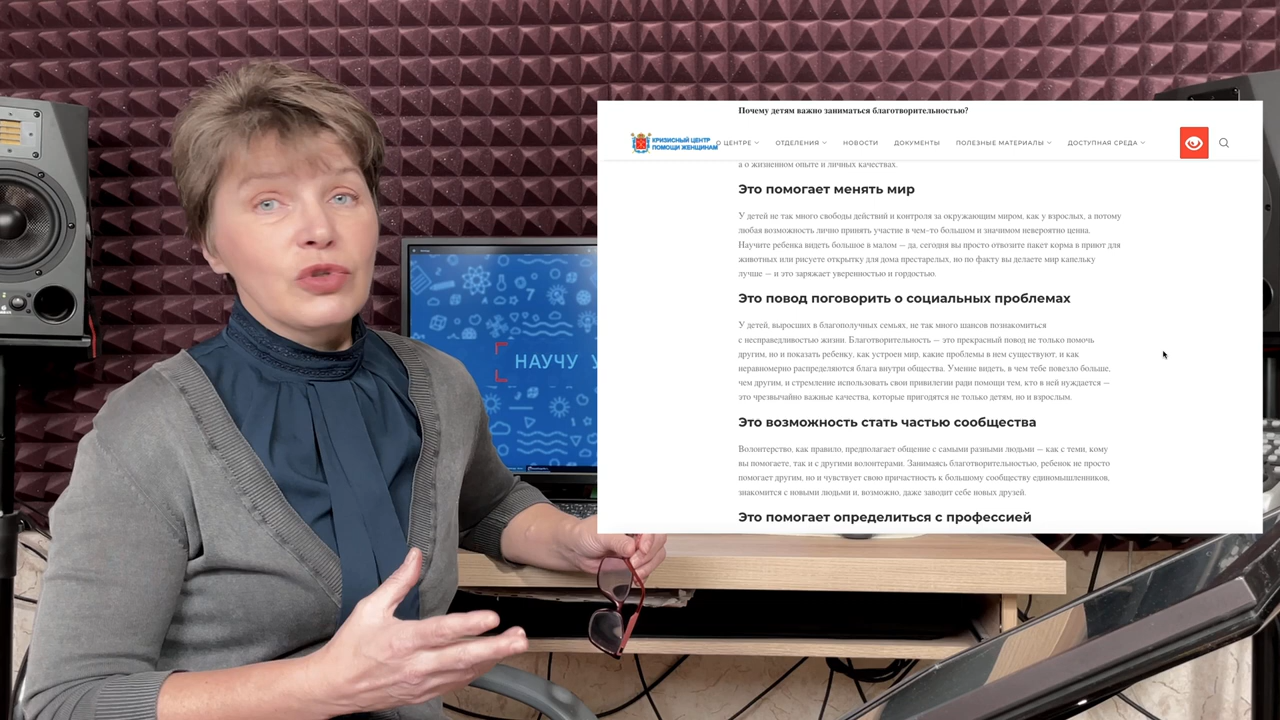 Почему детям важно заниматься благотворительностью?
КРИЗИСНЫЙ ЦЕНТР
ПОМОЩИ ЖЕНЩИНАМ
О ЦЕНТРЕ ОТДЕЛЕНИЯ НОВОСТИ ДОКУМЕНТЫ ПОЛЕЗНЫЕ МАТЕРИАЛЫ ДОСТУПНАЯ СРЕДА
а о жизненном опыте и личных качествах.
Это помогает менять мир
У детей не так много свободы действий и контроля за окружающим миром, как у взрослых, а потому
любая возможность лично принять участие в чем-то большом и значимом невероятно ценна.
Научите ребенка видеть большое в малом — да, сегодня вы просто отвозите пакет корма в приют для
животных или рисуете открытку для дома престарелых, но по факту вы делаете мир капельку
лучше — и это заряжает уверенностью и гордостью.
Это повод поговорить о социальных проблемах
У детей, выросших в благополучных семьях, не так много шансов познакомиться
с несправедливостью жизни. Благотворительность — это прекрасный повод не только помочь
другим, но и показать ребенку, как устроен мир, какие проблемы в нем существуют, и как
неравномерно распределяются блага внутри общества. Умение видеть, в чем тебе повезло больше,
чем другим, и стремление использовать свои привилегии ради помощи тем, кто в ней нуждается —
это чрезвычайно важные качества, которые пригодятся не только детям, но и взрослым.
Это возможность стать частью сообщества
Волонтерство, как правило, предполагает общение с самыми разными людьми — как с теми, кому
вы помогаете, так и с другими волонтерами. Занимаясь благотворительностью, ребенок не просто
помогает другим, но и чувствует свою причастность к большому сообществу единомышленников,
знакомится с новыми людьми и, возможно, даже заводит себе новых друзей.
Это помогает определиться с профессией
НАУЧУ